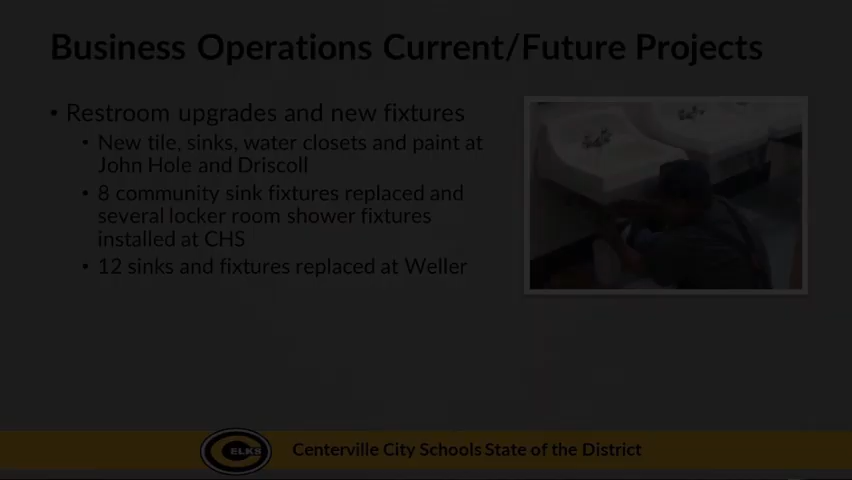 Business Operations Current/Future Projects
• Restroom upgrades and new fixtures
• New tile, sinks, water closets and paint at
John Hole and Driscoll
• 8 community sink fixtures replaced and
several locker room shower fixtures
installed at CHS
• 12 sinks and fixtures replaced at Weller
ELKS
Centerville City Schools State of the District